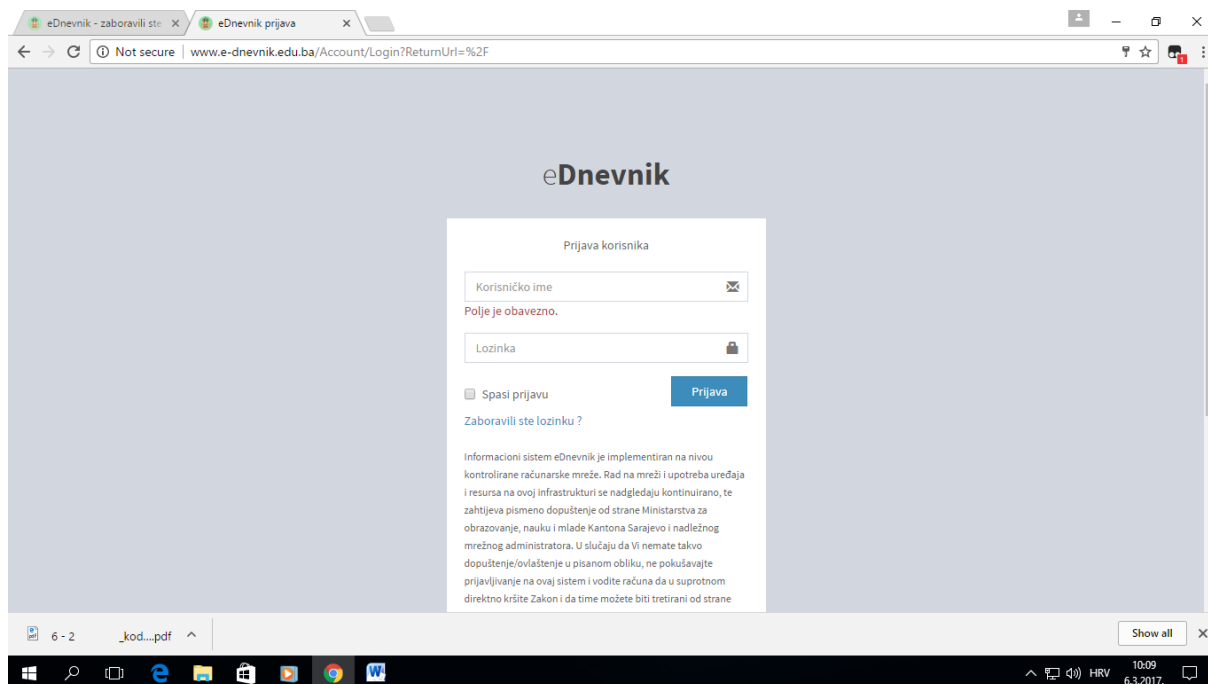 eDnevnik - zaboravili ste
eDnevnik prijava
Not secure | www.e-dnevnik.edu.ba/Account/Login?ReturnUrl=%2F
1
eDnevnik
Prijava korisnika
Korisničko ime
Polje je obavezno.
Lozinka
Spasi prijavu
Prijava
Zaboravili ste lozinku ?
Informacioni sistem eDnevnik je implementiran na nivou
kontrolirane računarske mreže. Rad na mreži i upotreba uređaja
i resursa na ovoj infrastrukturi se nadgledaju kontinuirano, te
zahtijeva pismeno dopuštenje od strane Ministarstva za
obrazovanje, nauku i mlade Kantona Sarajevo i nadležnog
mrežnog administratora. U slučaju da Vi nemate takvo
dopuštenje/ovlaštenje u pisanom obliku, ne pokušavajte
prijavljivanje na ovaj sistem i vodite računa da u suprotnom
direktno kršite Zakon i da time možete biti tretirani od strane
6 - 2 _kod....pdf
Show all
HRV
10:09
6.3.2017.